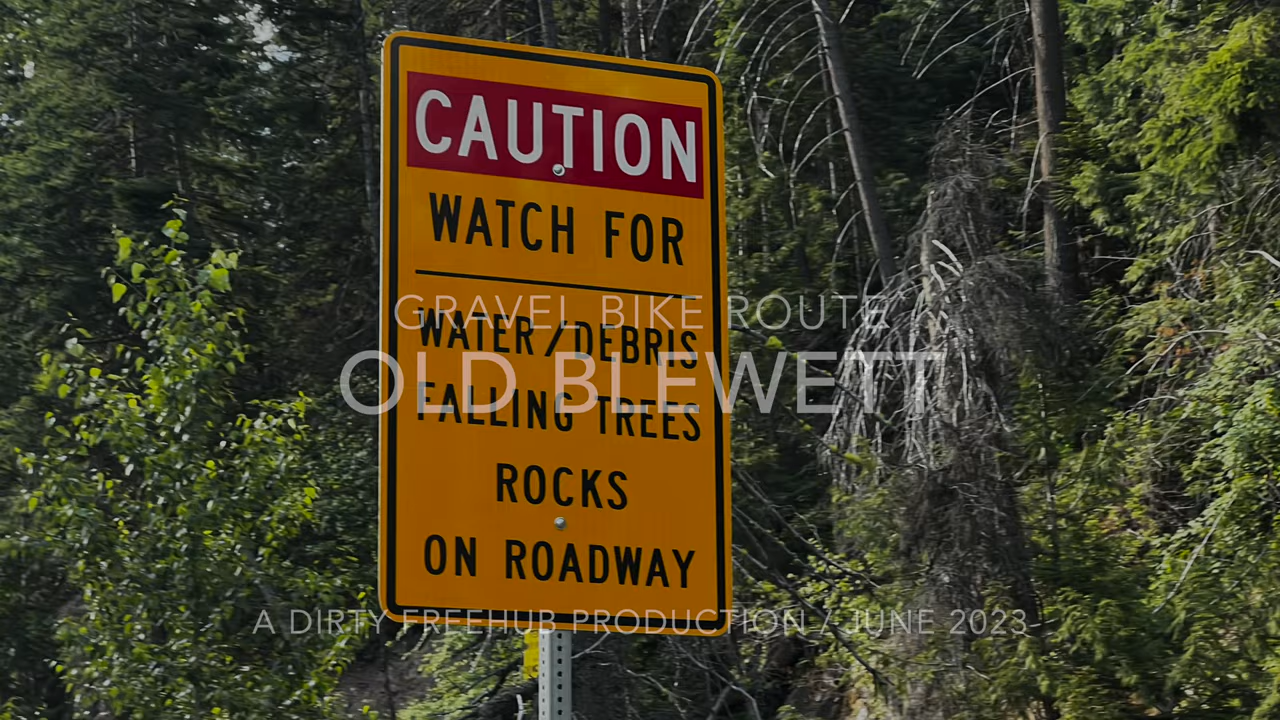 CAUTION
WATCH FOR
WATER/DEBRIS
FALLING TREES
ROCKS
ON ROADWAY
GRAVEL BIKE ROUTE
OLD BLEWETT
A DIRTY FREEHUB PRODUCTION / JUNE 2023